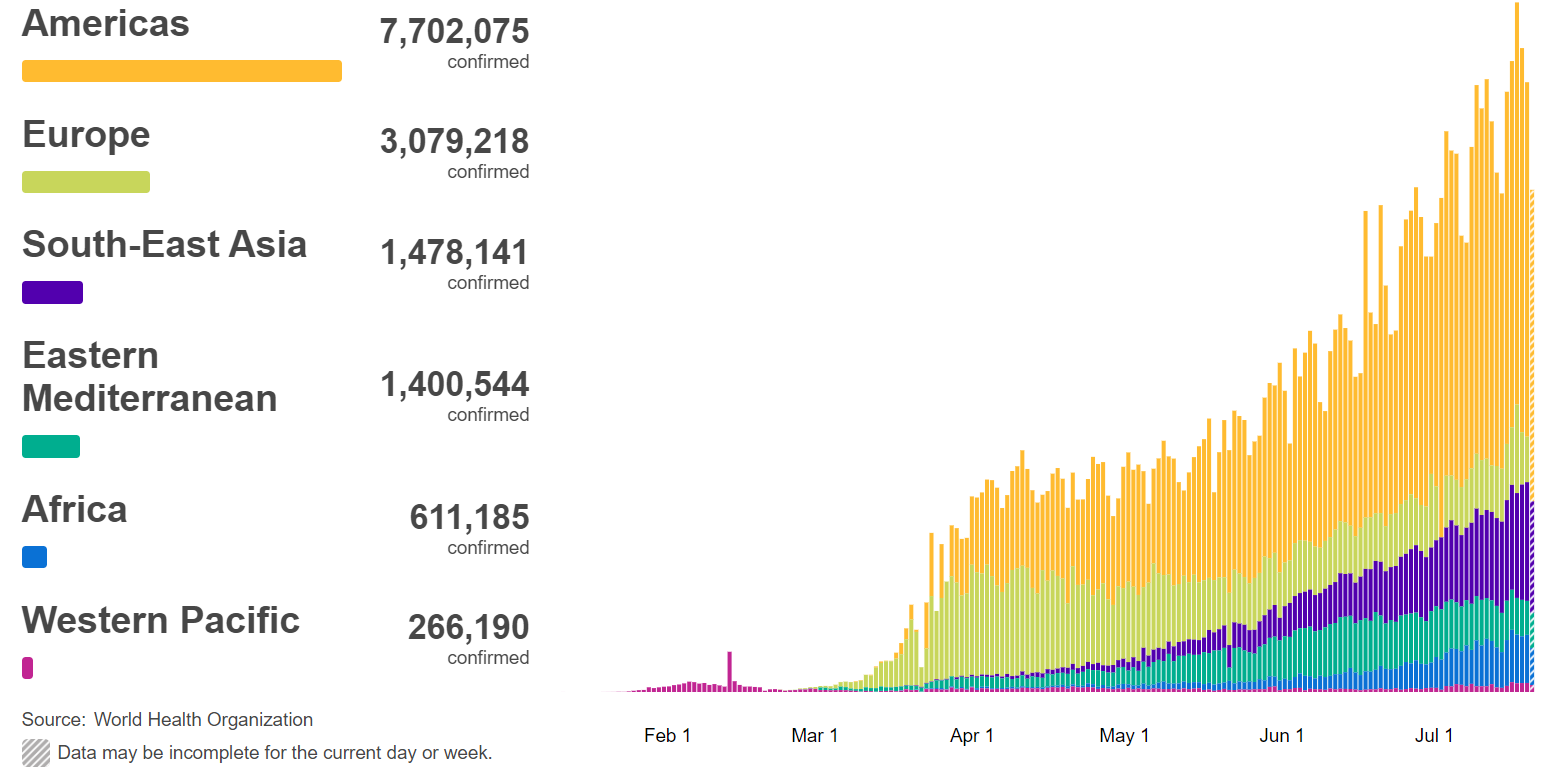 Americas
7,702,075
confirmed
Europe
3,079,218
confirmed
South-East Asia
1,478,141
confirmed
Eastern
Mediterranean
1,400,544
confirmed
Africa
611,185
confirmed
Western Pacific
266,190
confirmed
Source: World Health Organization
Data may be incomplete for the current day or week.
Feb 1 Mar 1 Apr 1 May 1 Jun 1 Jul 1